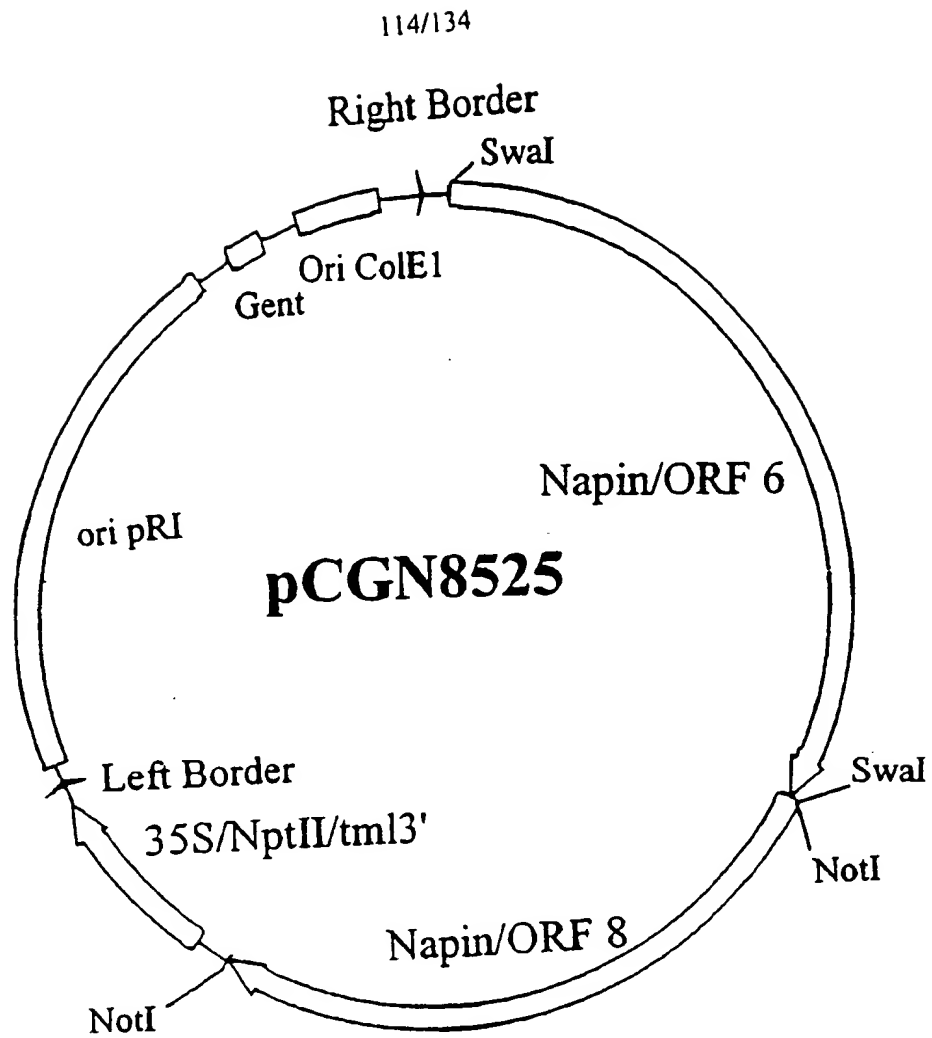 114/134
Right Border
SwaI
Ori ColE1
Gent
Napin/ORF 6
ori pRI
pCGN8525
Left Border
SwaI
35S/NptII/tml3'
NotI
Napin/ORF 8
NotI